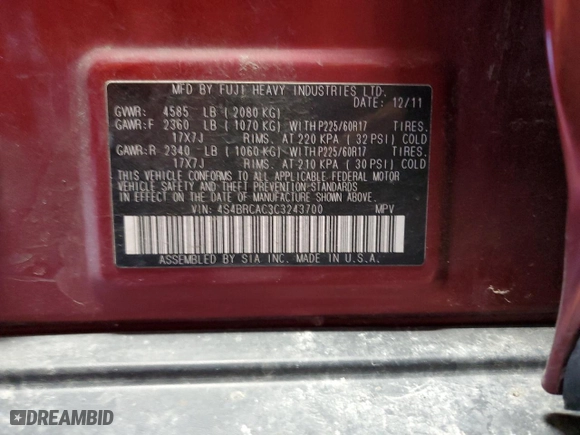 MFD BY FUJI HEAVY INDUSTRIES LTD.
DATE: 12/11
GVWR: 4585 LB ( 2080 KG)
GAWR:F 2360 LB ( 1070 KG) WITH P225/60R17 TIRES.
17X7J RIMS. AT 220 KPA ( 32 PSI) COLD
GAWR:R 2340 LB ( 1060 KG) WITH P225/60R17 TIRES.
17X7J RIMS. AT 210 KPA ( 30 PSI) COLD
THIS VEHICLE CONFORMS TO ALL APPLICABLE FEDERAL MOTOR
VEHICLE SAFETY AND THEFT PREVENTION STANDARDS
IN EFFECT ON THE DATE OF MANUFACTURE SHOWN ABOVE.
VIN: 4S4BRCAC3C3243700 MPV
ASSEMBLED BY SIA INC. MADE IN U.S.A.
DREAMBID